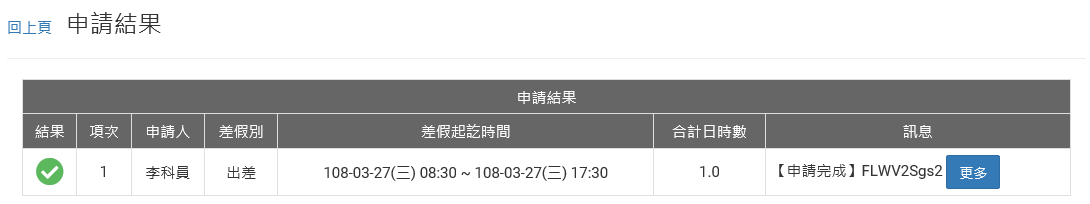 回上頁 申請結果
申請結果
結果 項次 申請人 差假別 差假起訖時間 合計日時數 訊息
1 李科員 出差 108-03-27(三) 08:30 ~ 108-03-27(三) 17:30 1.0 【申請完成】FLWV2Sgs2 更多